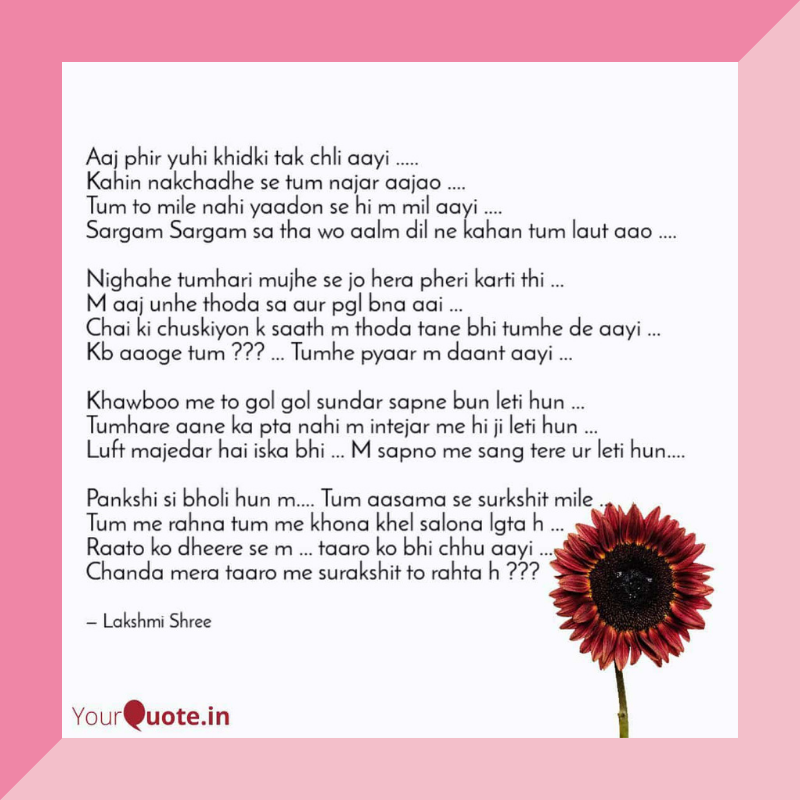 Aaj phir yuhi khidki tak chli aayi .....
Kahin nakchadhe se tum najar aajao ....
Tum to mile nahi yaadon se hi m mil aayi ....
Sargam Sargam sa tha wo aalm dil ne kahan tum laut aao ....
Nighahe tumhari mujhe se jo hera pheri karti thi ...
M aaj unhe thoda sa aur pgl bna aai ...
Chai ki chuskiyon k saath m thoda tane bhi tumhe de aayi ...
Kb aaoge tum ??? ... Tumhe pyaar m daant aayi ...
Khawboo me to gol gol sundar sapne bun leti hun ...
Tumhare aane ka pta nahi m intejar me hi ji leti hun ...
Luft majedar hai iska bhi ... M sapno me sang tere ur leti hun....
Pankshi si bholi hun m.... Tum aasama se surkshit mile ...
Tum me rahna tum me khona khel salona lgta h ...
Raato ko dheere se m ... taaro ko bhi chhu aayi ...
Chanda mera taaro me surakshit to rahta h ???
– Lakshmi Shree
YourQuote.in